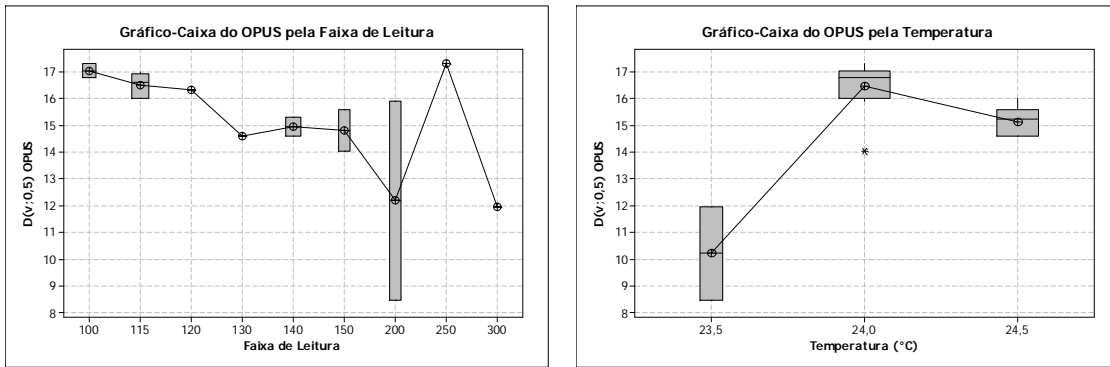 Gráfico-Caixa do OPUS pela Faixa de Leitura
D(v;0,5) OPUS
17
16
15
14
13
12
11
10
9
8
100 115 120 130 140 150 200 250 300
Faixa de Leitura
Gráfico-Caixa do OPUS pela Temperatura
D(v;0,5) OPUS
17
16
15
14
13
12
11
10
9
8
23,5 24,0 24,5
Temperatura (°C)